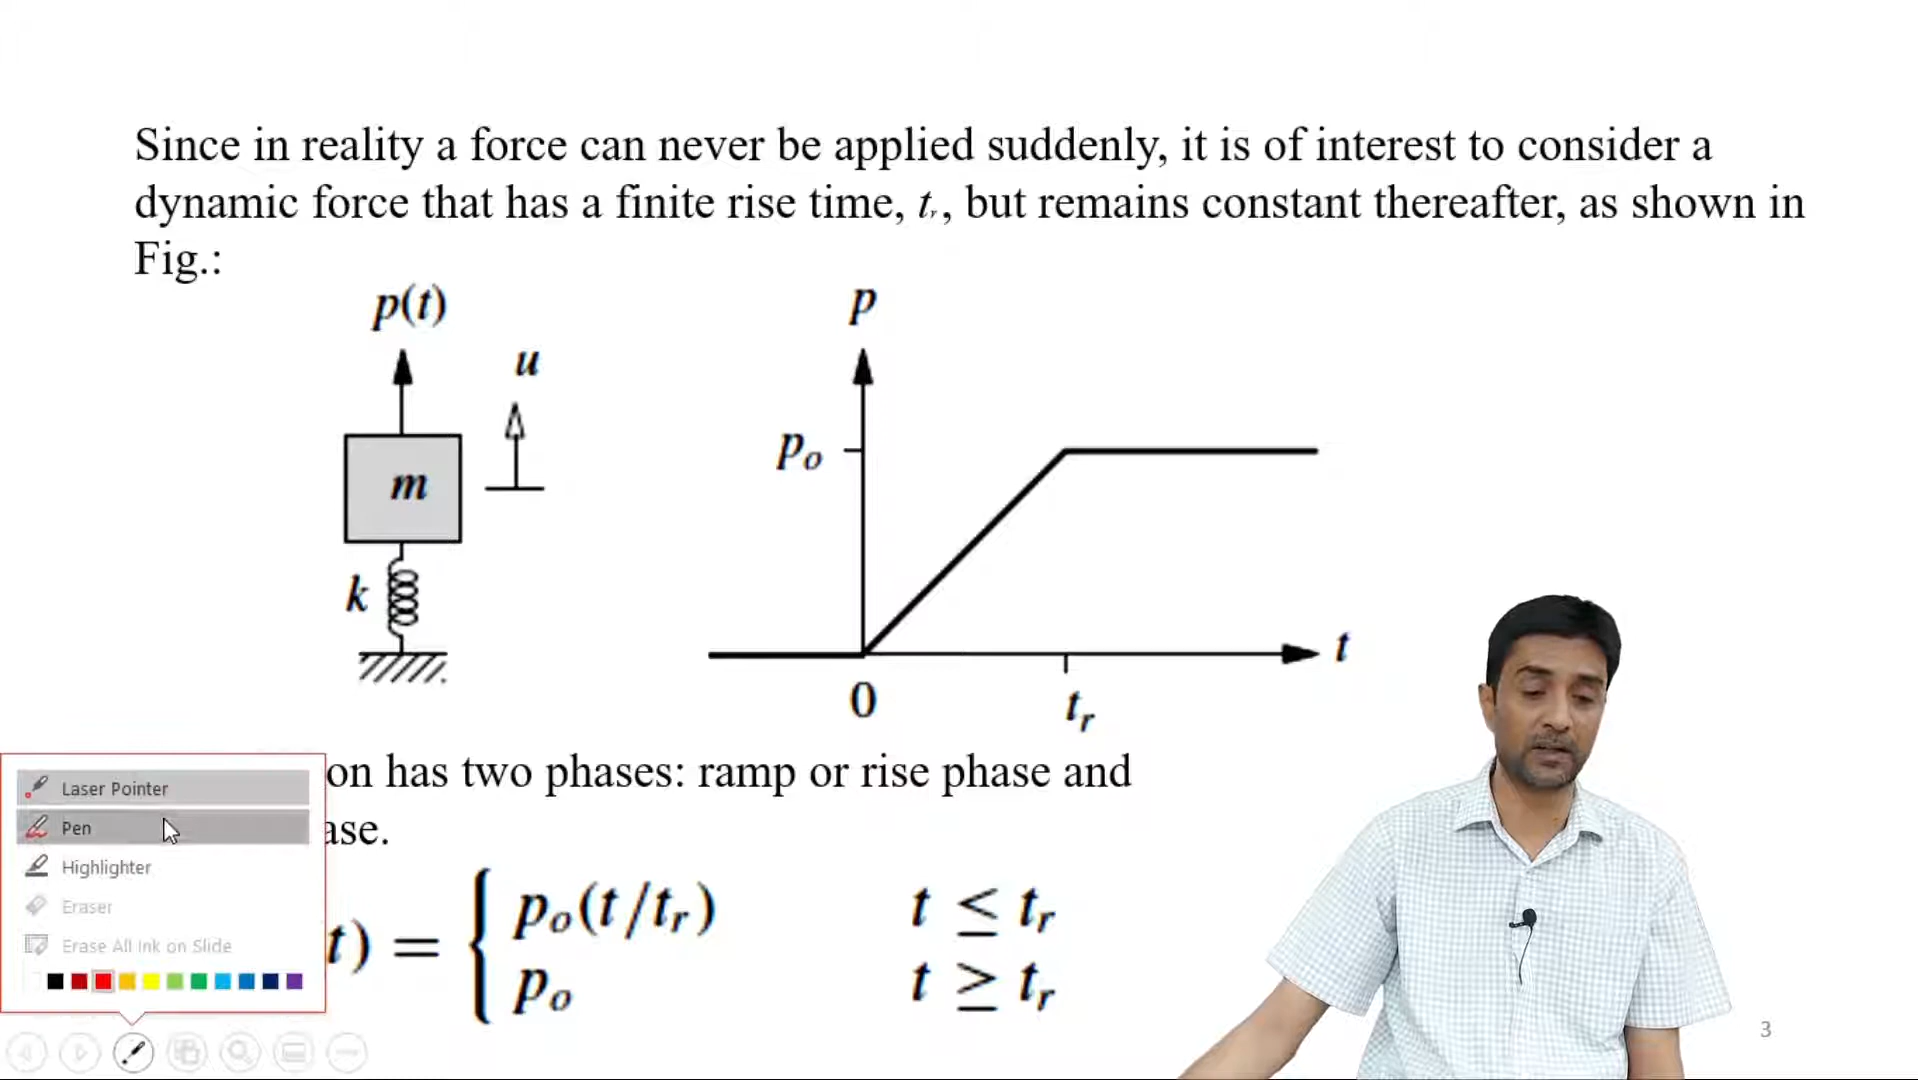 Since in reality a force can never be applied suddenly, it is of interest to consider a
dynamic force that has a finite rise time, tᵣ, but remains constant thereafter, as shown in
Fig.:
p(t)
u
m
k
p
pₒ
0
tᵣ
t
on has two phases: ramp or rise phase and
ase.
t) = { pₒ(t/tᵣ) t ≤ tᵣ
pₒ t ≥ tᵣ
Laser Pointer
Pen
Highlighter
Eraser
Erase All Ink on Slide
3